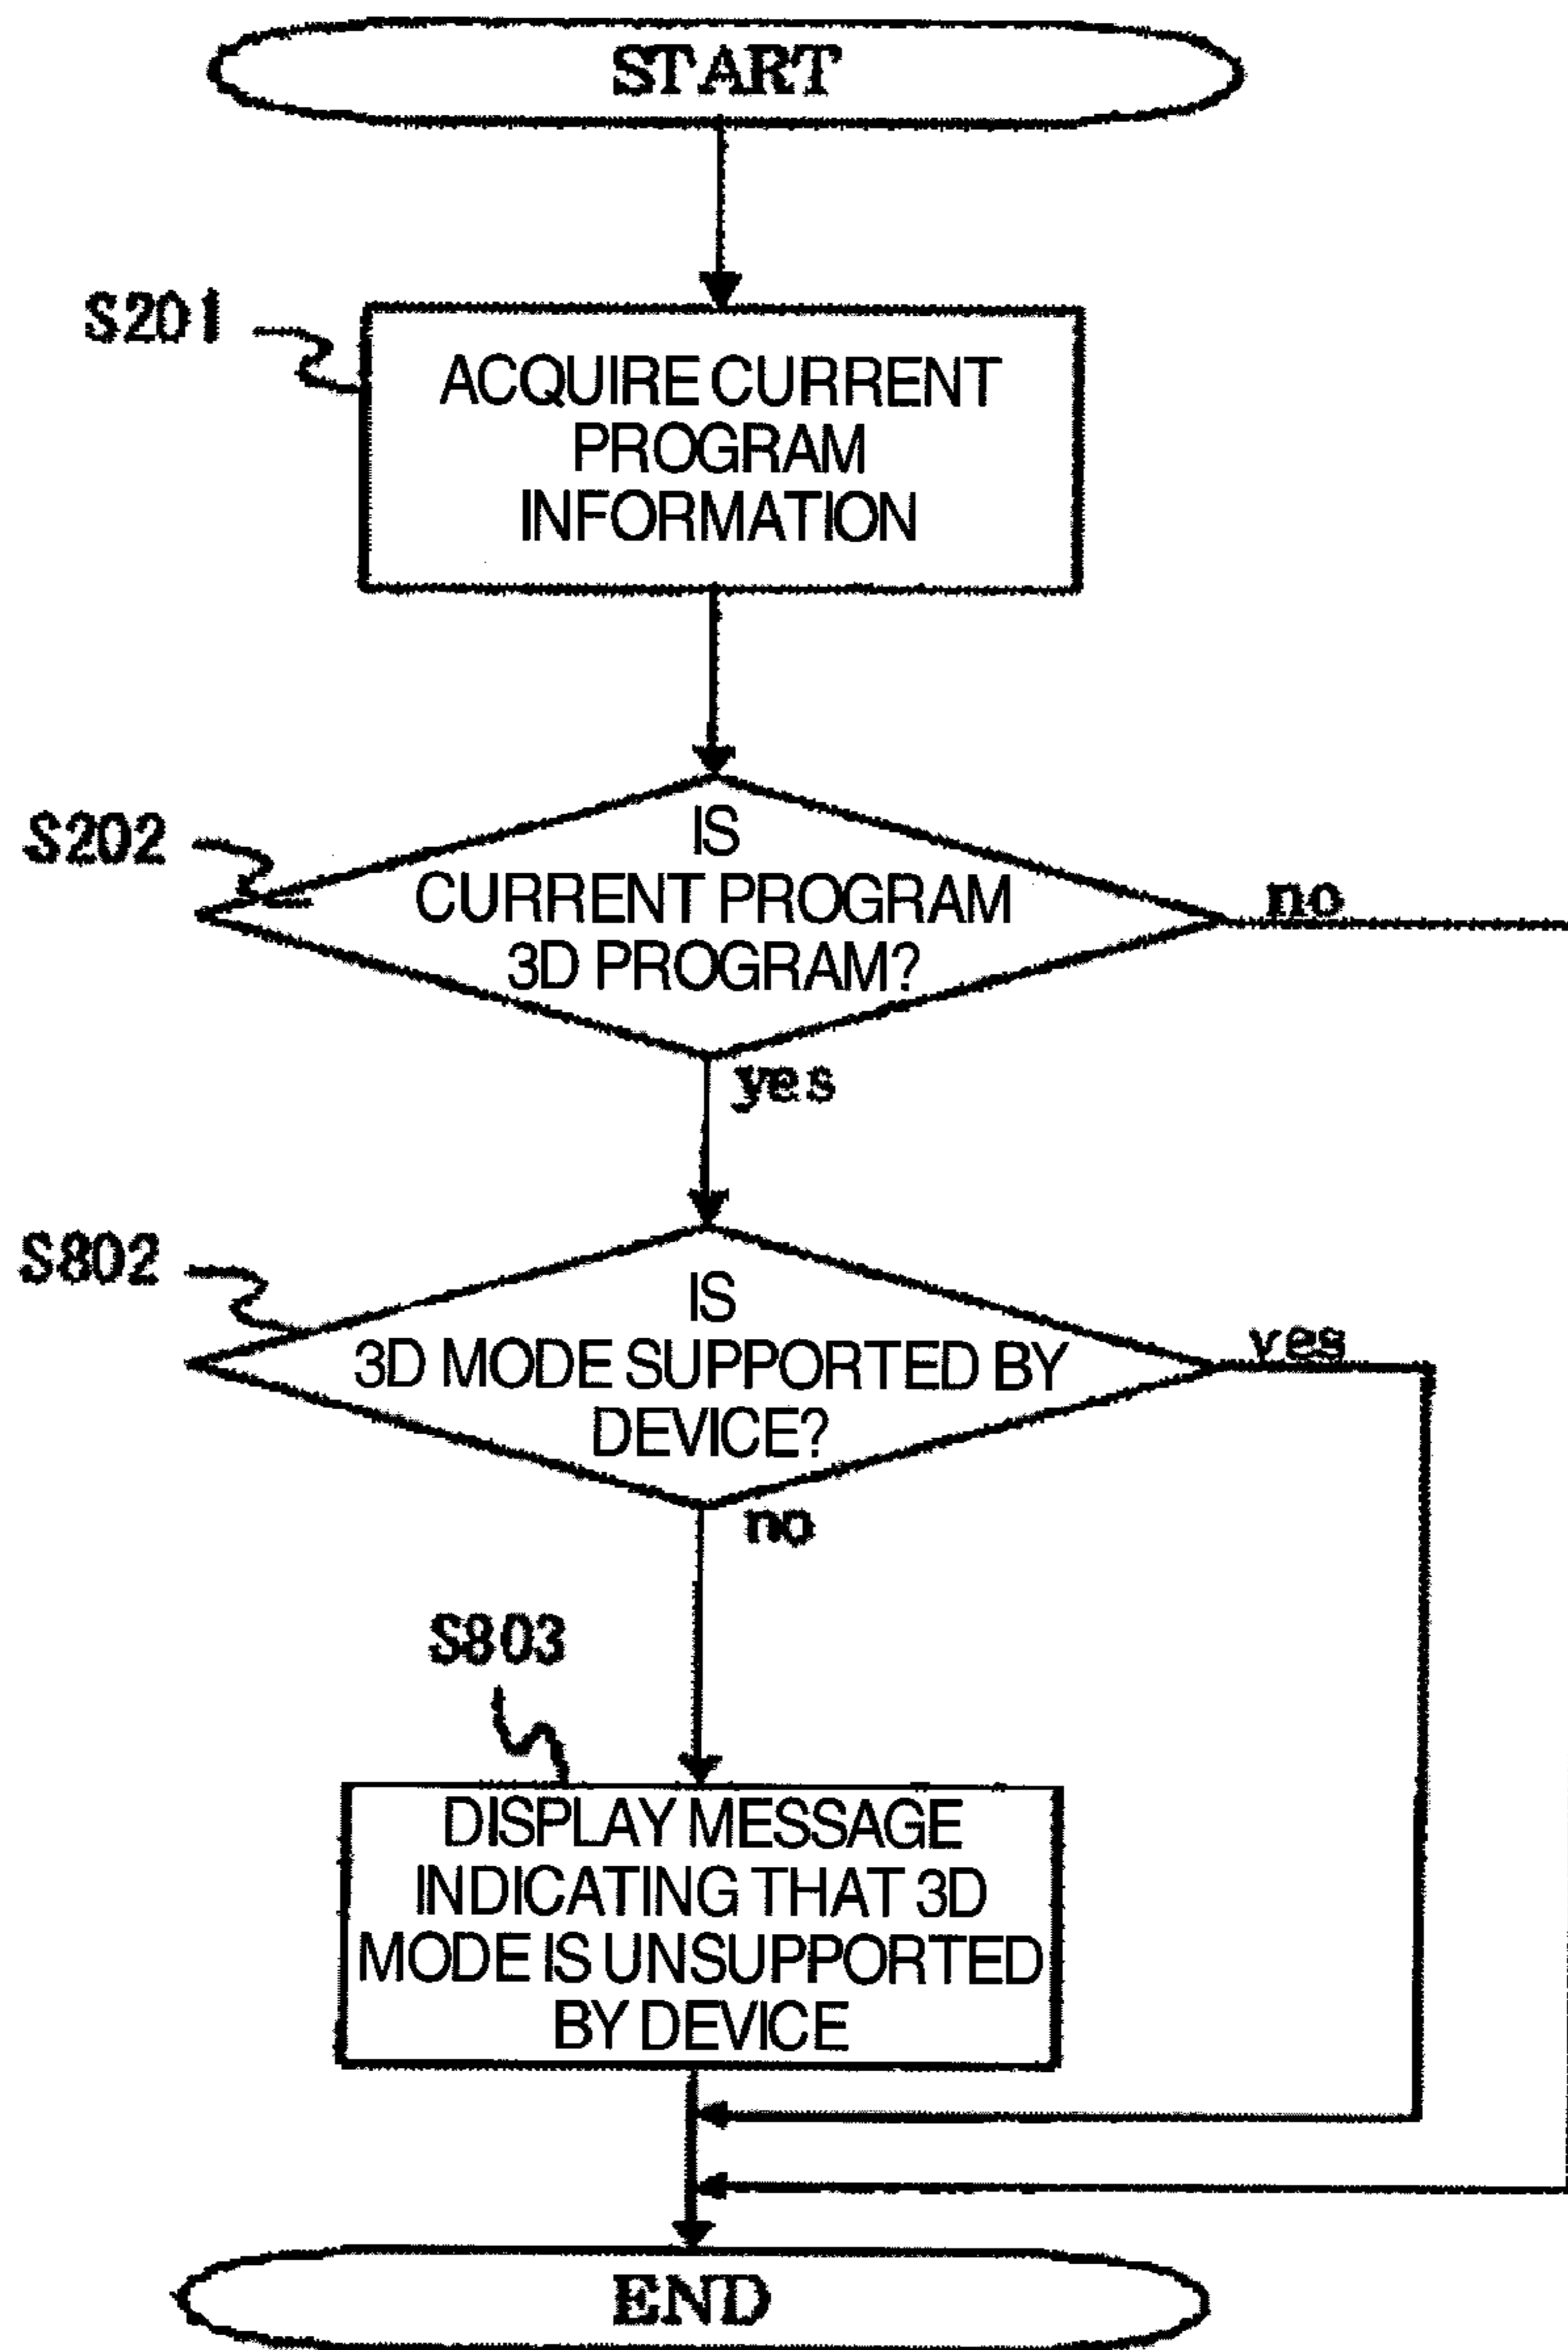 START
S201
ACQUIRE CURRENT
PROGRAM
INFORMATION
S202
IS
CURRENT PROGRAM
3D PROGRAM?
no
yes
S802
IS
3D MODE SUPPORTED BY
DEVICE?
yes
no
S803
DISPLAY MESSAGE
INDICATING THAT 3D
MODE IS UNSUPPORTED
BY DEVICE
END